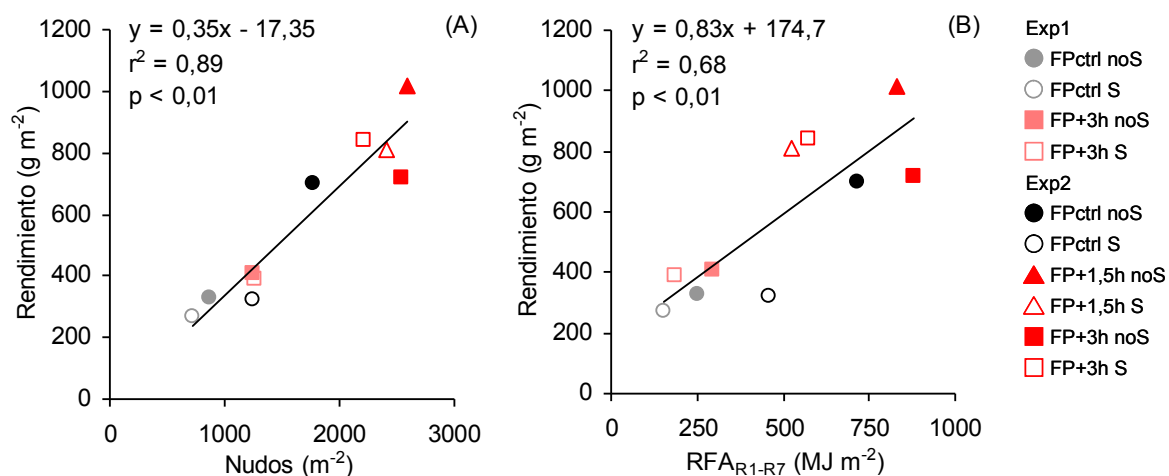 y = 0,35x - 17,35
r² = 0,89
p < 0,01
(A)
Rendimiento (g m⁻²)
1200
1000
800
600
400
200
0
0 1000 2000 3000
Nudos (m⁻²)
y = 0,83x + 174,7
r² = 0,68
p < 0,01
(B)
Rendimiento (g m⁻²)
1200
1000
800
600
400
200
0
0 250 500 750 1000
RFA_R1-R7 (MJ m⁻²)
Exp1
FPctrl noS
FPctrl S
FP+3h noS
FP+3h S
Exp2
FPctrl noS
FPctrl S
FP+1,5h noS
FP+1,5h S
FP+3h noS
FP+3h S